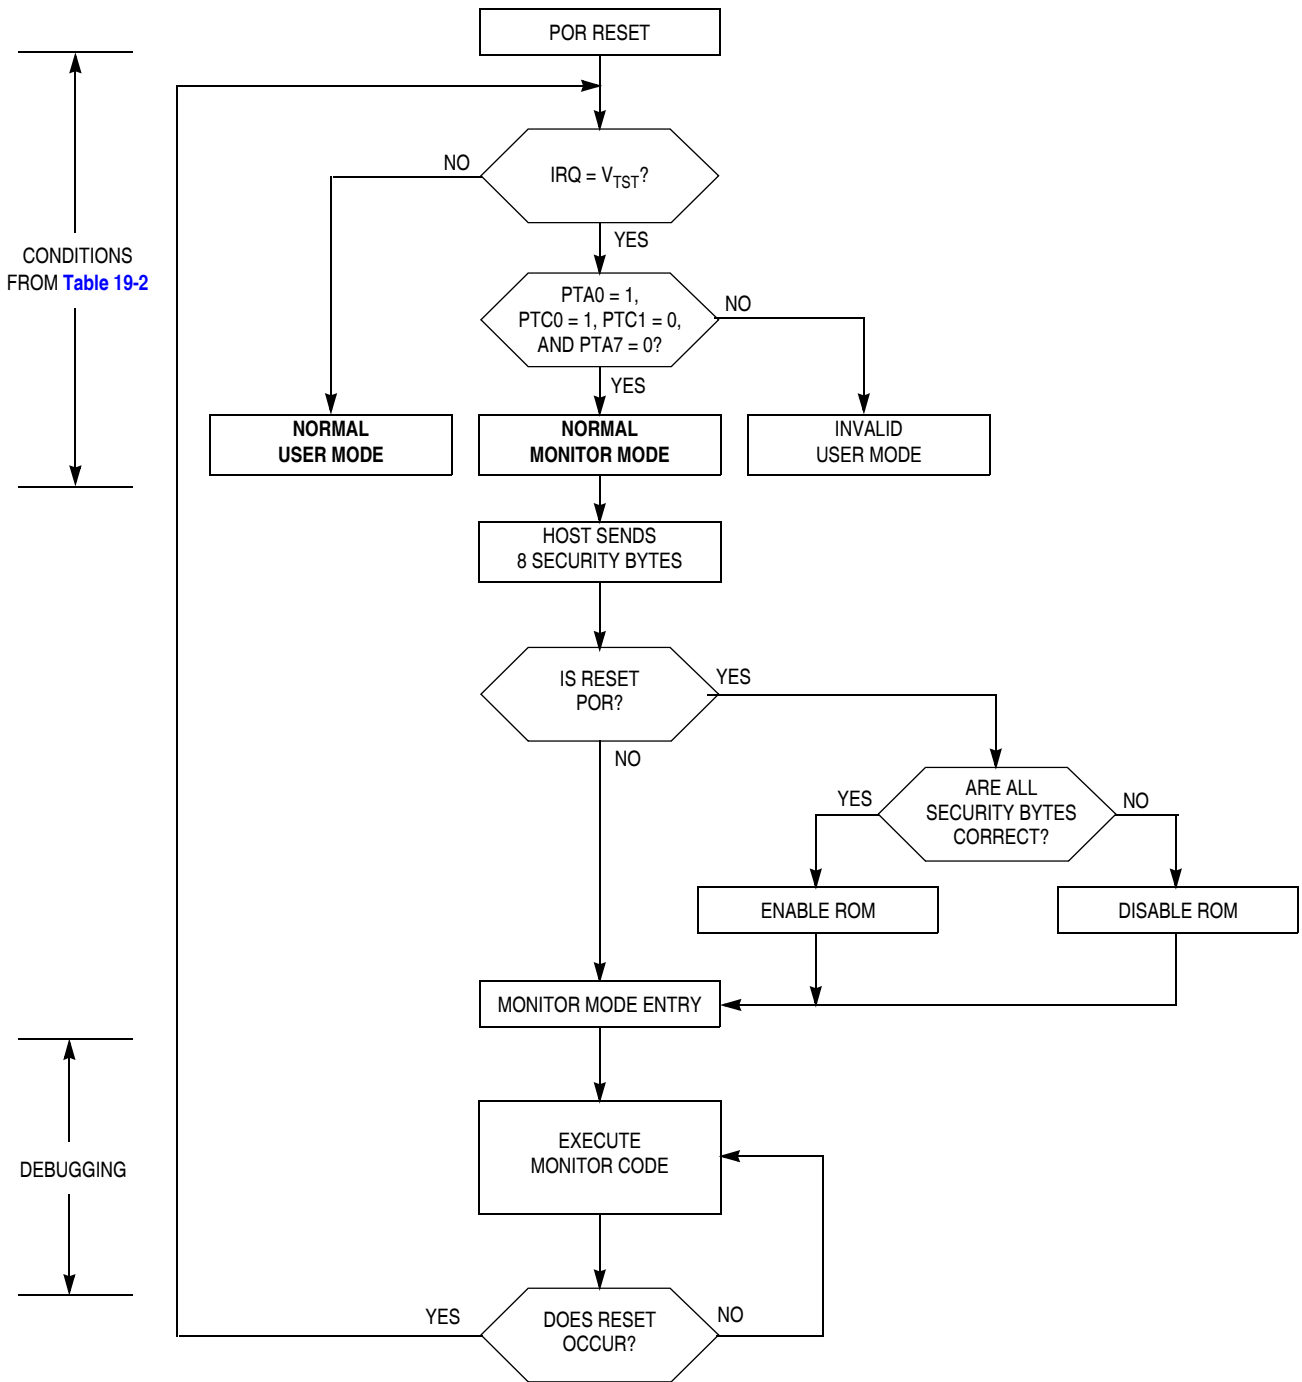 POR RESET
NO
IRQ = VTST?
YES
CONDITIONS
FROM Table 19-2
PTA0 = 1,
PTC0 = 1, PTC1 = 0,
AND PTA7 = 0?
NO
YES
NORMAL
USER MODE
NORMAL
MONITOR MODE
INVALID
USER MODE
HOST SENDS
8 SECURITY BYTES
IS RESET
POR?
YES
NO
YES
ARE ALL
SECURITY BYTES
CORRECT?
NO
ENABLE ROM
DISABLE ROM
MONITOR MODE ENTRY
EXECUTE
MONITOR CODE
DEBUGGING
YES
DOES RESET
OCCUR?
NO